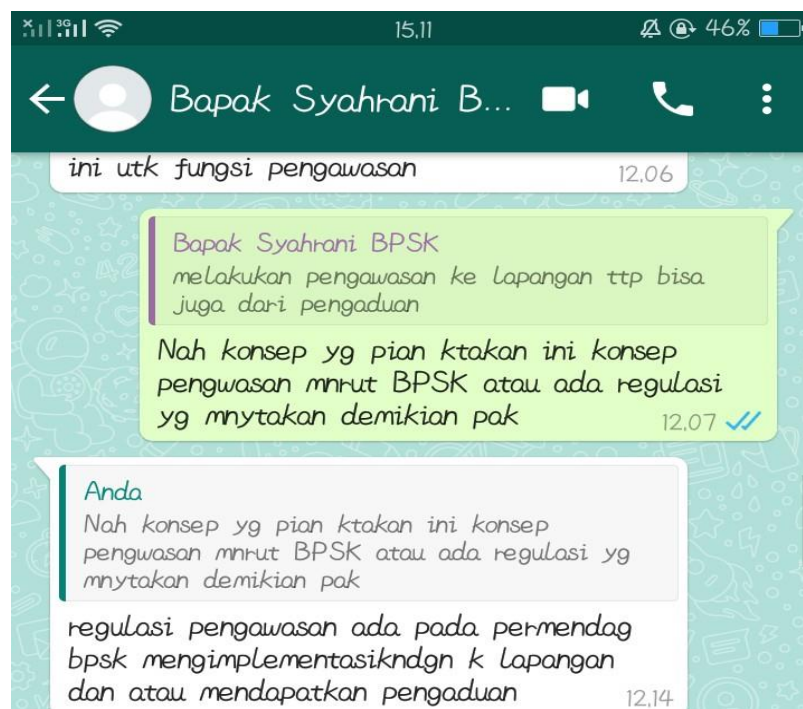 3G 15.11 46%
Bapak Syahrani B...
ini utk fungsi pengawasan 12.06
Bapak Syahrani BPSK
melakukan pengawasan ke lapangan ttp bisa
juga dari pengaduan
Nah konsep yg pian ktakan ini konsep
pengwasan mnrut BPSK atau ada regulasi
yg mnytakan demikian pak 12.07
Anda
Nah konsep yg pian ktakan ini konsep
pengwasan mnrut BPSK atau ada regulasi yg
mnytakan demikian pak
regulasi pengawasan ada pada permendag
bpsk mengimplementasikndgn k lapangan
dan atau mendapatkan pengaduan 12.14